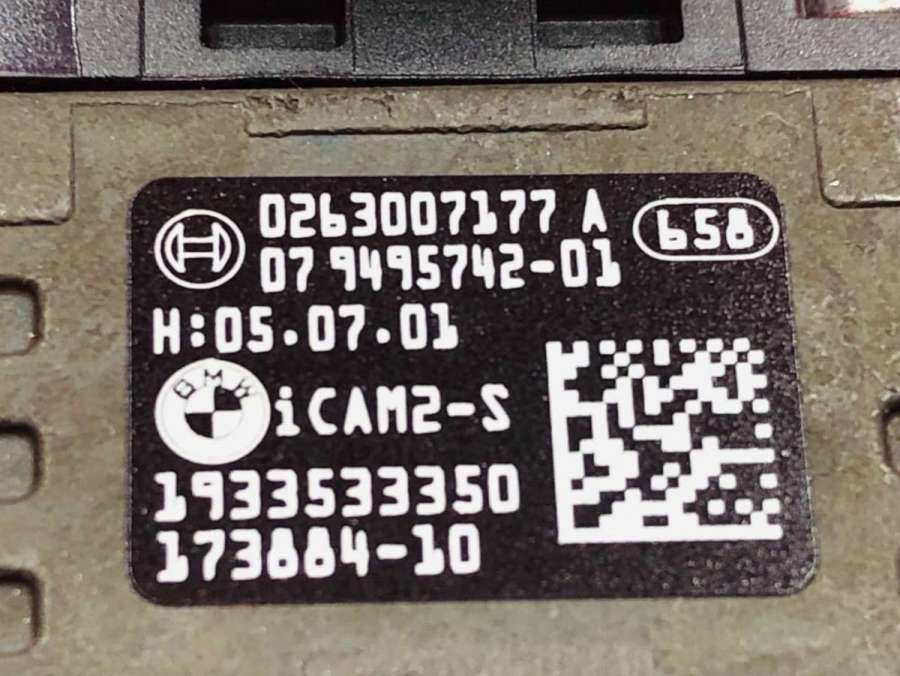 0263007177 A 658
07 9495742-01
H:05.07.01
BMW iCAM2-S
1933533350
173884-10